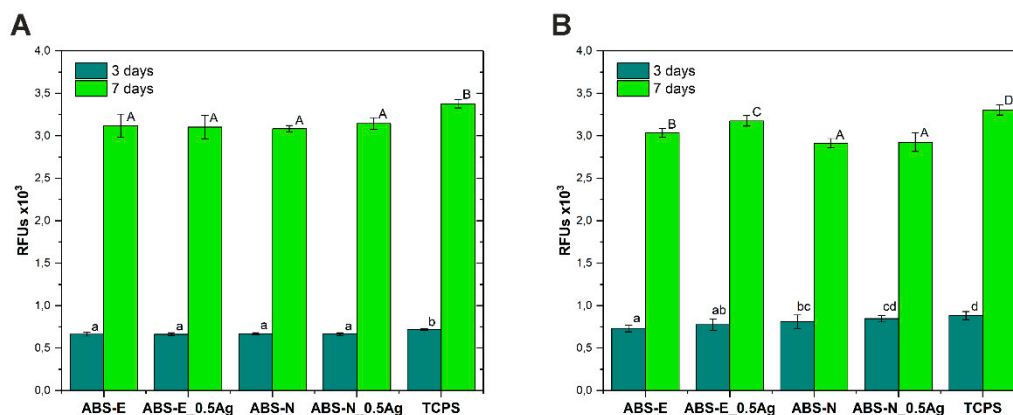 A
4,0
3,5
3,0
2,5
2,0
1,5
1,0
0,5
0,0
RFUs x10³
3 days
7 days
a A
a A
a A
a A
b B
ABS-E ABS-E_0.5Ag ABS-N ABS-N_0.5Ag TCPS
B
4,0
3,5
3,0
2,5
2,0
1,5
1,0
0,5
0,0
RFUs x10³
3 days
7 days
a B
ab C
bc A
cd A
d D
ABS-E ABS-E_0.5Ag ABS-N ABS-N_0.5Ag TCPS